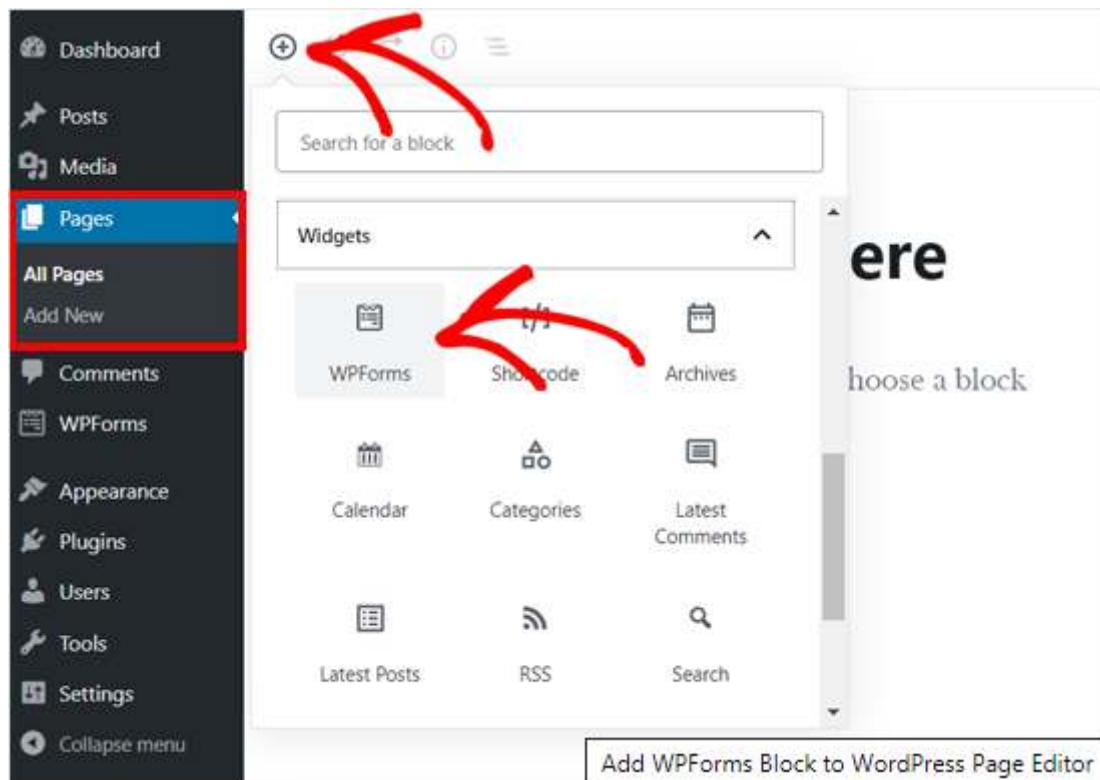 Dashboard
Posts
Media
Pages
All Pages
Add New
Comments
WPForms
Appearance
Plugins
Users
Tools
Settings
Collapse menu
Search for a block
Widgets
WPForms
Shortcode
Archives
Calendar
Categories
Latest
Comments
Latest Posts
RSS
Search
ere
hoose a block
Add WPForms Block to WordPress Page Editor